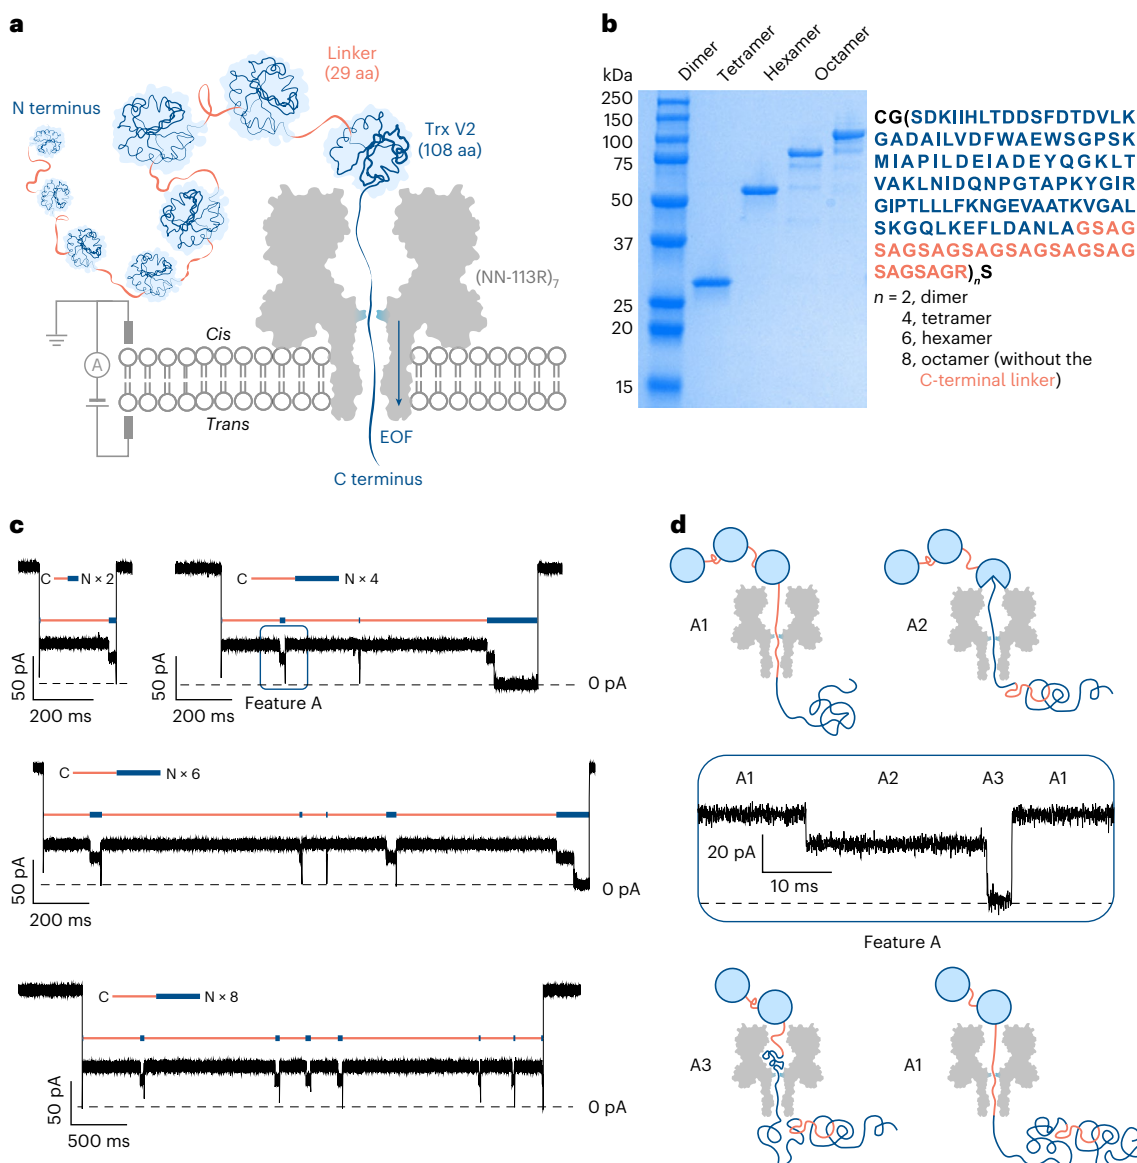 a
Linker
(29 aa)
N terminus
Trx V2
(108 aa)
(NN-113R)7
A
Cis
Trans
EOF
C terminus
b
Dimer
Tetramer
Hexamer
Octamer
kDa
250
150
100
75
50
37
25
20
15
CG(SDKIIHLTDDSFDTDVLK
GADAILVDFWAEWSGPSK
MIAPILDEIADEYQGKLT
VAKLNIDQNPGTAPKYGIR
GIPTLLLFKNGEVAATKVGAL
SKGQLKEFLDANLAGSAG
SAGSAGSAGSAGSAGSAG
SAGSAGR)nS
n = 2, dimer
4, tetramer
6, hexamer
8, octamer (without the
C-terminal linker)
c
C N × 2
50 pA
200 ms
C N × 4
Feature A
50 pA
200 ms
0 pA
C N × 6
50 pA
200 ms
0 pA
C N × 8
50 pA
500 ms
0 pA
d
A1
A2
A1 A2 A3 A1
20 pA
10 ms
Feature A
A3
A1